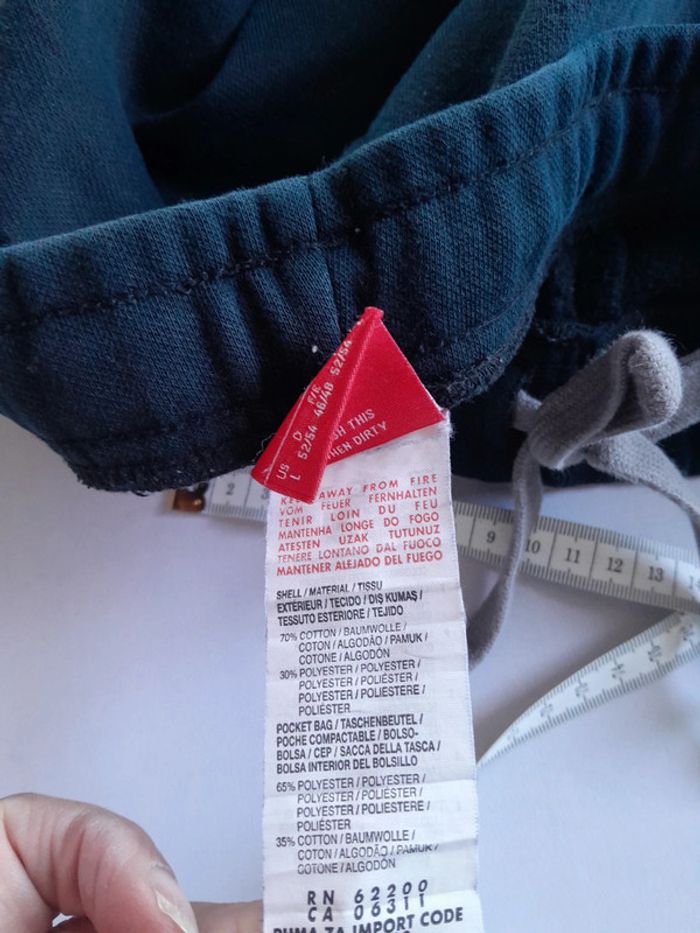 US D F/E
L 52/54 46/48 52/54
SH THIS
HEN DIRTY
KEEP AWAY FROM FIRE
VOM FEUER FERNHALTEN
TENIR LOIN DU FEU
MANTENHA LONGE DO FOGO
ATESTEN UZAK TUTUNUZ
TENERE LONTANO DAL FUOCO
MANTENER ALEJADO DEL FUEGO
SHELL / MATERIAL / TISSU
EXTÉRIEUR / TECIDO / DIŞ KUMAŞ /
TESSUTO ESTERIORE / TEJIDO
70% COTTON / BAUMWOLLE /
COTON / ALGODÃO / PAMUK /
COTONE / ALGODÓN
30% POLYESTER / POLYESTER /
POLYESTER / POLIÉSTER /
POLYESTER / POLIESTERE /
POLIÉSTER
POCKET BAG / TASCHENBEUTEL /
POCHE COMPACTABLE / BOLSO-
BOLSA / CEP / SACCA DELLA TASCA /
BOLSA INTERIOR DEL BOLSILLO
65% POLYESTER / POLYESTER /
POLYESTER / POLIÉSTER /
POLYESTER / POLIESTERE /
POLIÉSTER
35% COTTON / BAUMWOLLE /
COTON / ALGODÃO / PAMUK /
COTONE / ALGODÓN
RN 62200
CA 06311
PUMA ZA IMPORT CODE
2 3 9 10 11 12 13